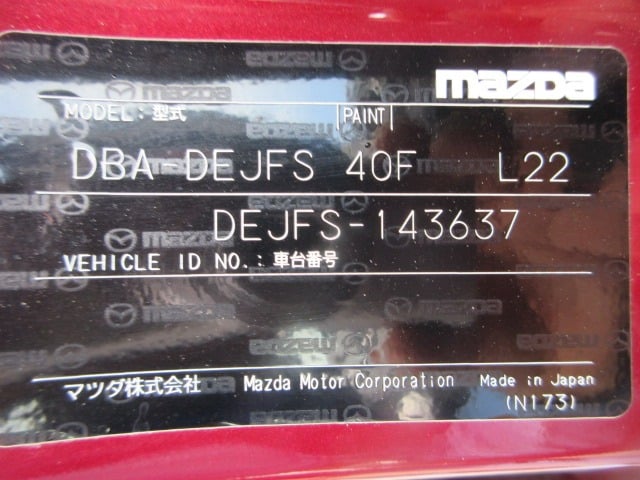 mazda
MODEL: 型式 PAINT
DBA DEJFS 40F L22
DEJFS-143637
VEHICLE ID NO.: 車台番号
マツダ株式会社 Mazda Motor Corporation Made in Japan
(N173)